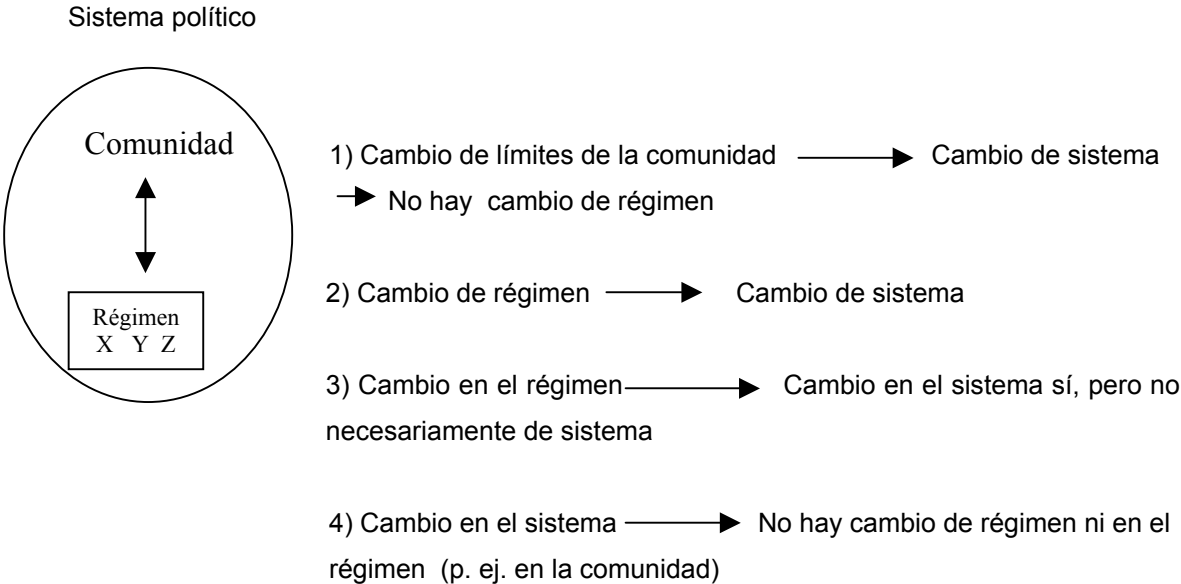 Sistema político
Comunidad
Régimen
X Y Z
1) Cambio de límites de la comunidad Cambio de sistema
No hay cambio de régimen
2) Cambio de régimen Cambio de sistema
3) Cambio en el régimen Cambio en el sistema sí, pero no
necesariamente de sistema
4) Cambio en el sistema No hay cambio de régimen ni en el
régimen (p. ej. en la comunidad)